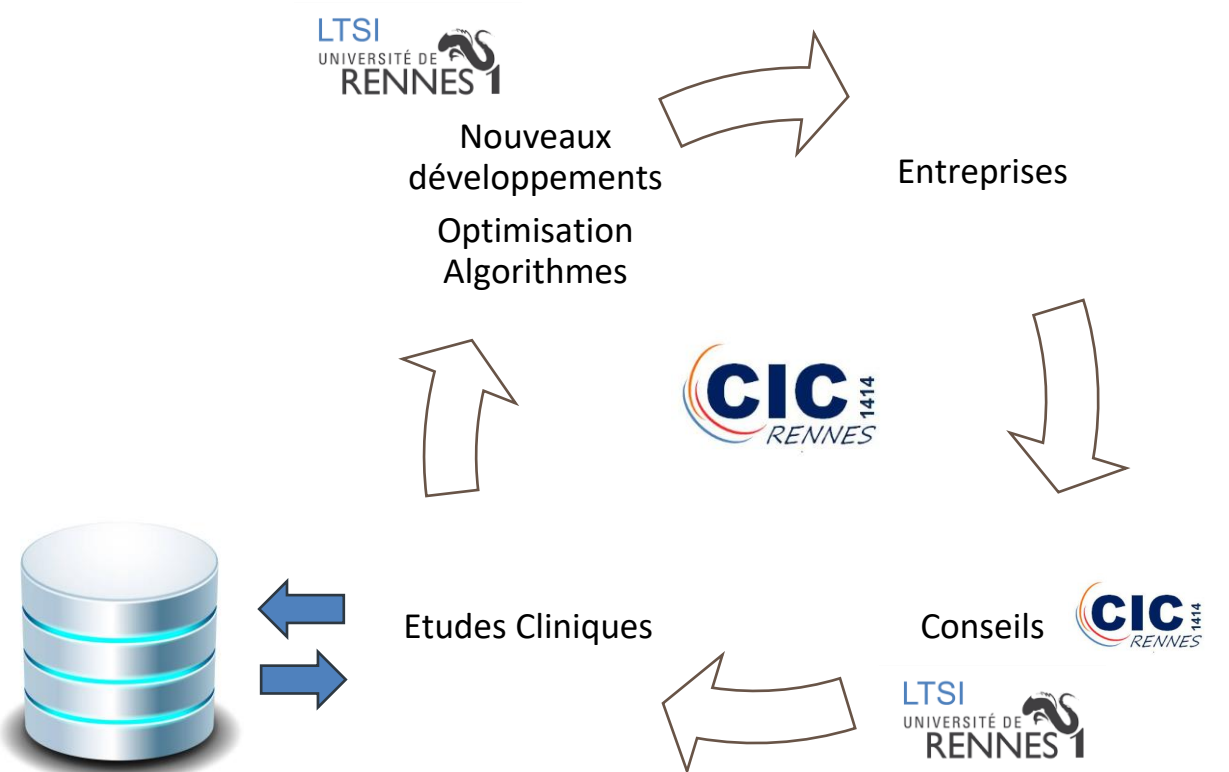 LTSI
UNIVERSITÉ DE
RENNES 1
Nouveaux
développements
Optimisation
Algorithmes
Entreprises
CIC 1414
RENNES
Etudes Cliniques
Conseils
CIC 1414
RENNES
LTSI
UNIVERSITÉ DE
RENNES 1